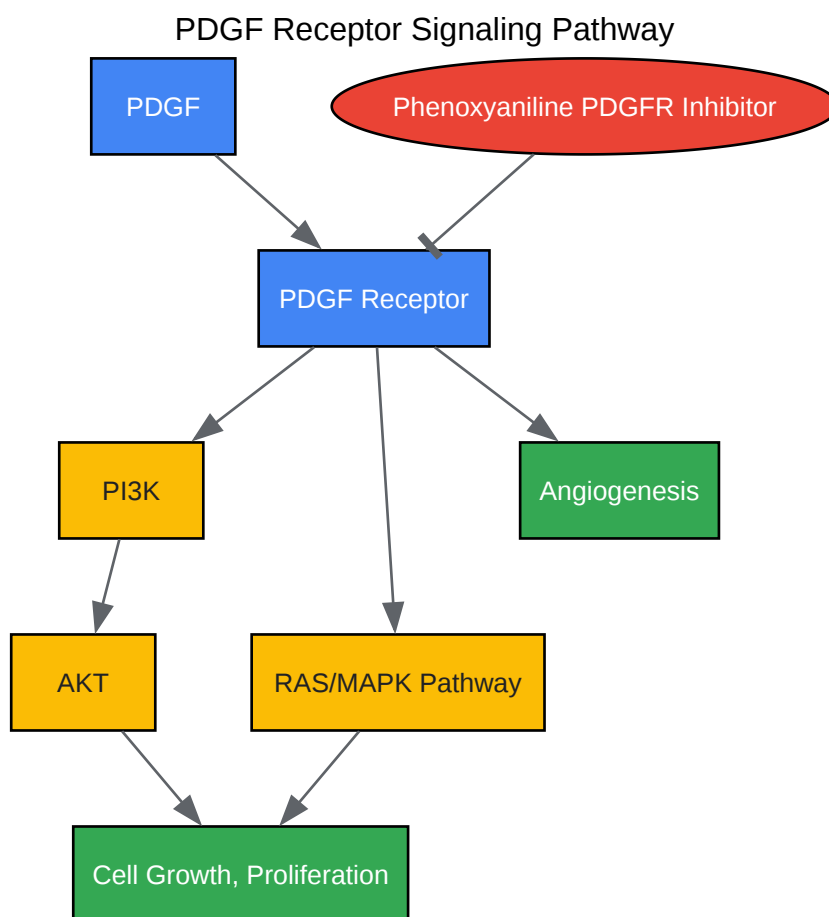 PDGF Receptor Signaling Pathway
PDGF
Phenoxyaniline PDGFR Inhibitor
PDGF Receptor
PI3K
Angiogenesis
AKT
RAS/MAPK Pathway
Cell Growth, Proliferation